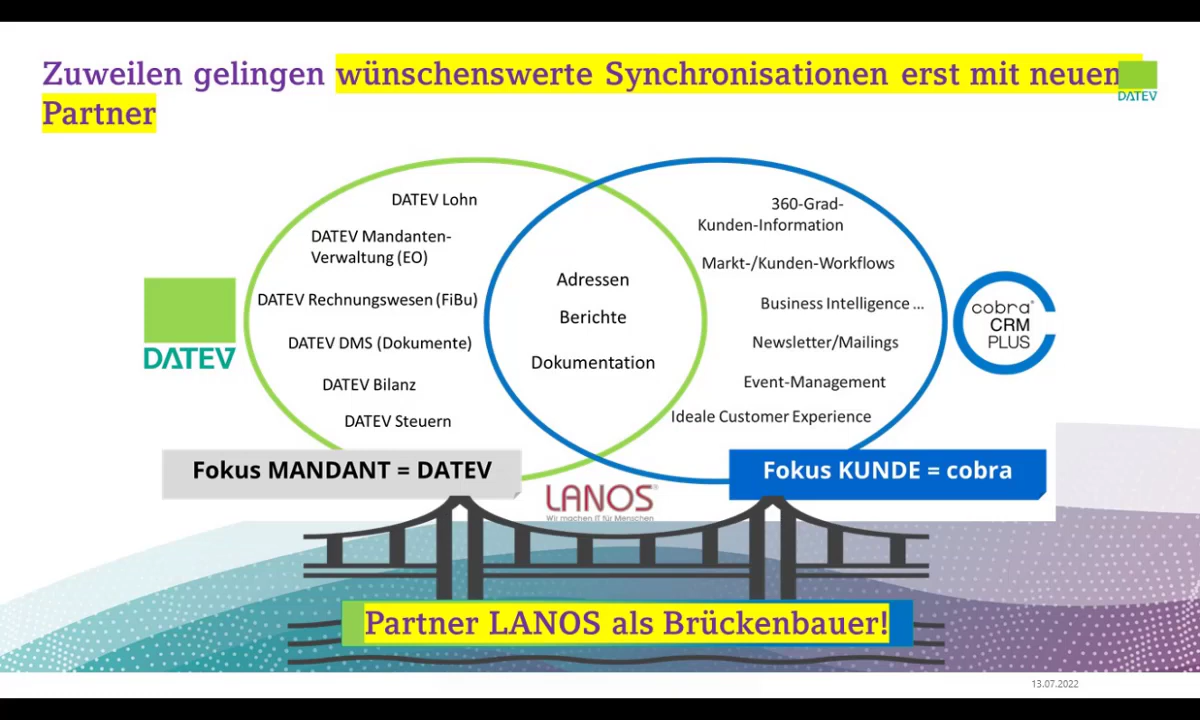 Zuweilen gelingen wünschenswerte Synchronisationen erst mit neuem
Partner
DATEV
DATEV Lohn
DATEV Mandanten-
Verwaltung (EO)
DATEV Rechnungswesen (FiBu)
DATEV DMS (Dokumente)
DATEV Bilanz
DATEV Steuern
DATEV
Adressen
Berichte
Dokumentation
360-Grad-
Kunden-Information
Markt-/Kunden-Workflows
Business Intelligence ...
Newsletter/Mailings
Event-Management
Ideale Customer Experience
cobra®
CRM
PLUS
Fokus MANDANT = DATEV
Fokus KUNDE = cobra
LANOS®
Wir machen IT für Menschen
Partner LANOS als Brückenbauer!
13.07.2022